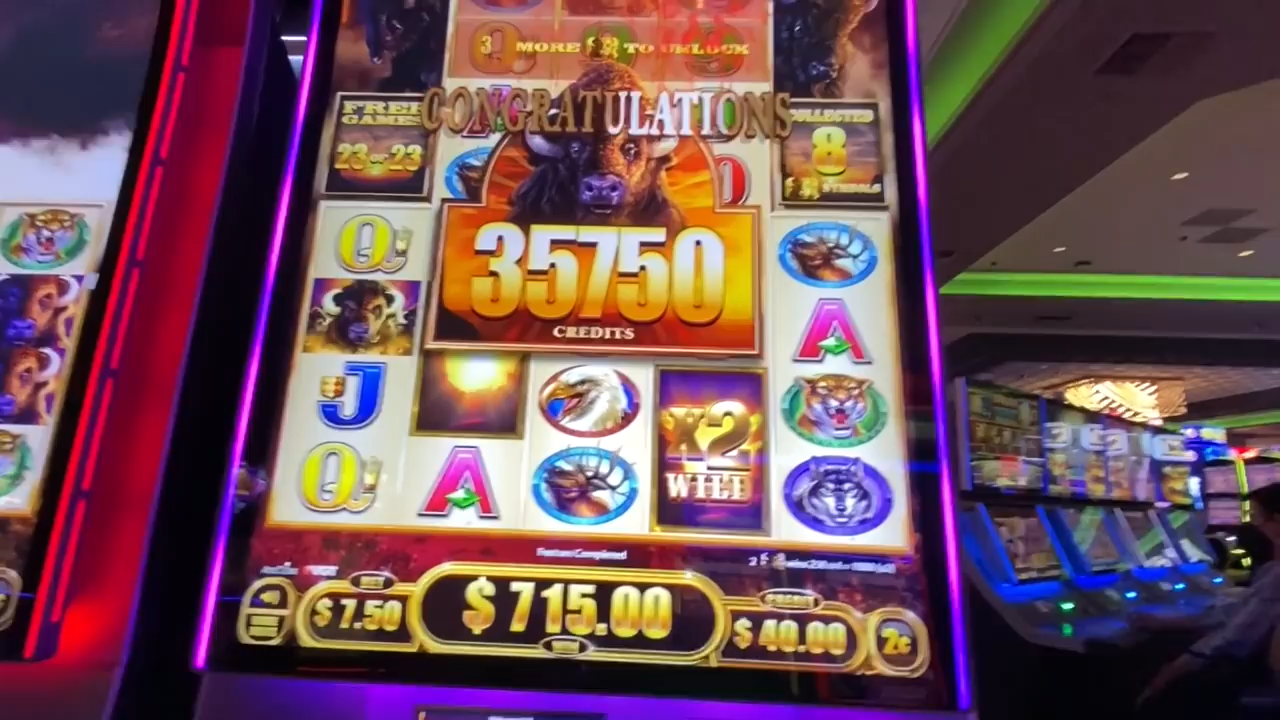 3 MORE TO UNLOCK
CONGRATULATIONS
FREE
GAMES
23 OF 23
COLLECTED
8
SYMBOLS
35750
CREDITS
Q
J
Q
A
A
X2
WILD
Feature Completed
BET
$7.50
$715.00
WIN
CREDIT
$40.00
2¢